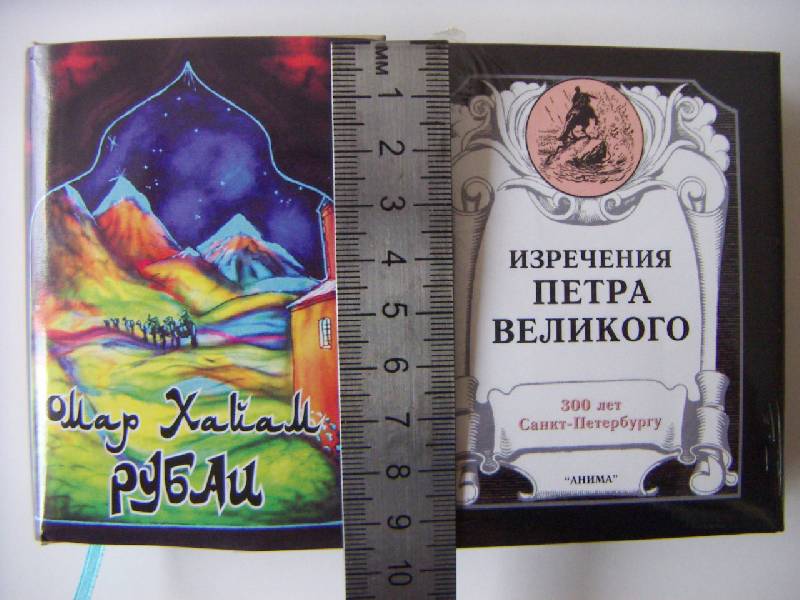 Омар Хайам
РУБАИ
мм
1
2
3
4
5
6
7
8
9
10
ИЗРЕЧЕНИЯ
ПЕТРА
ВЕЛИКОГО
300 лет
Санкт-Петербургу
"АНИМА"